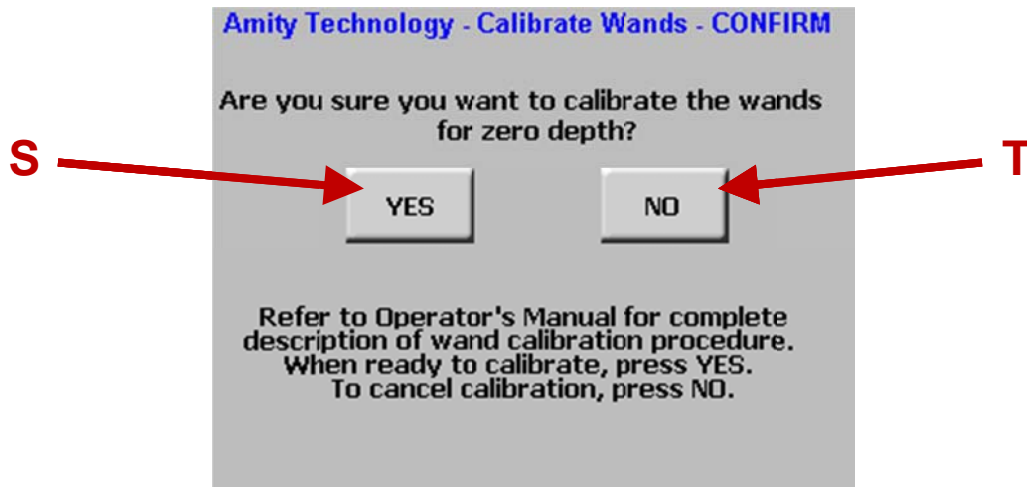 Amity Technology - Calibrate Wands - CONFIRM
Are you sure you want to calibrate the wands
for zero depth?
S
T
YES
NO
Refer to Operator's Manual for complete
description of wand calibration procedure.
When ready to calibrate, press YES.
To cancel calibration, press NO.